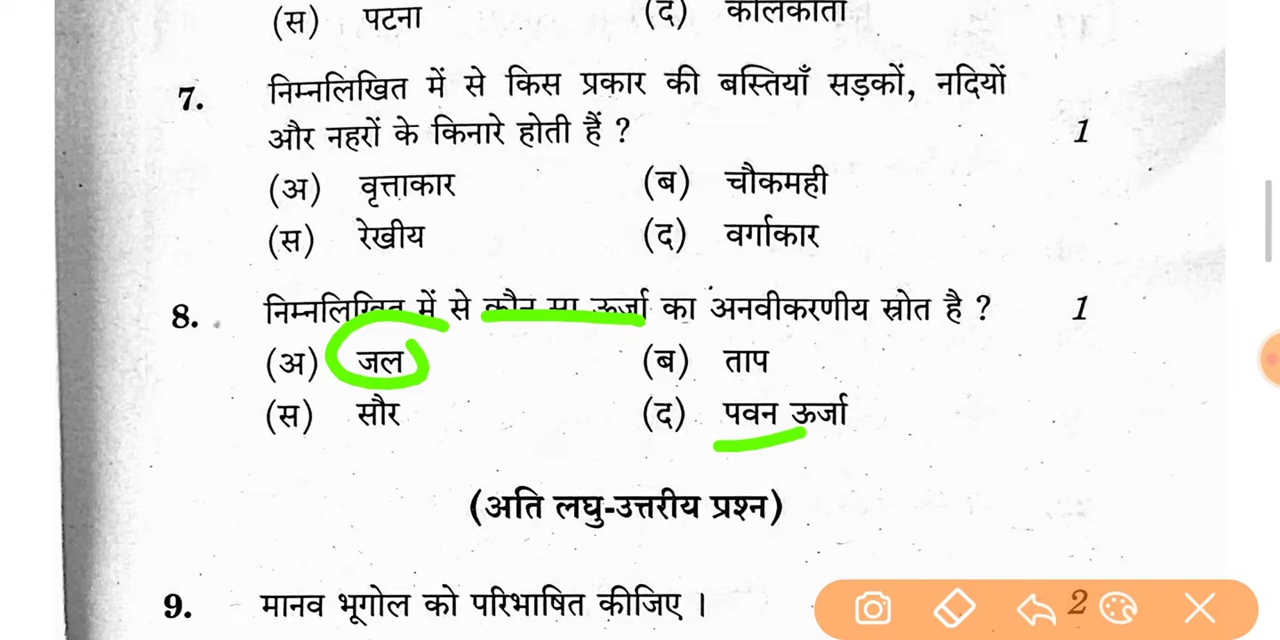 (स) पटना (द) कोलकाता
7. निम्नलिखित में से किस प्रकार की बस्तियाँ सड़कों, नदियों
और नहरों के किनारे होती हैं ? 1
(अ) वृत्ताकार (ब) चौकमही
(स) रेखीय (द) वर्गाकार
8. निम्नलिखित में से कौन सा ऊर्जा का अनवीकरणीय स्रोत है ? 1
(अ) जल (ब) ताप
(स) सौर (द) पवन ऊर्जा
(अति लघु-उत्तरीय प्रश्न)
9. मानव भूगोल को परिभाषित कीजिए । 2